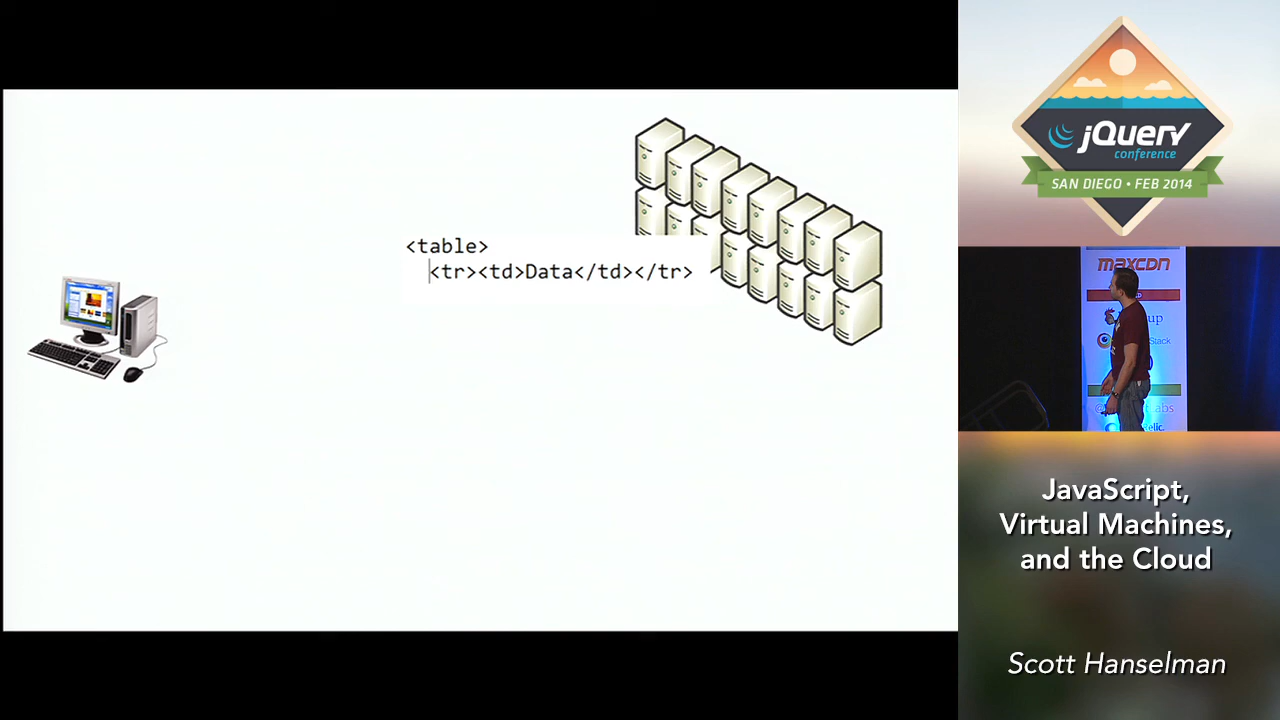 <table>
<tr><td>Data</td></tr>
jQuery
conference
SAN DIEGO • FEB 2014
maxcdn
JavaScript,
Virtual Machines,
and the Cloud
Scott Hanselman